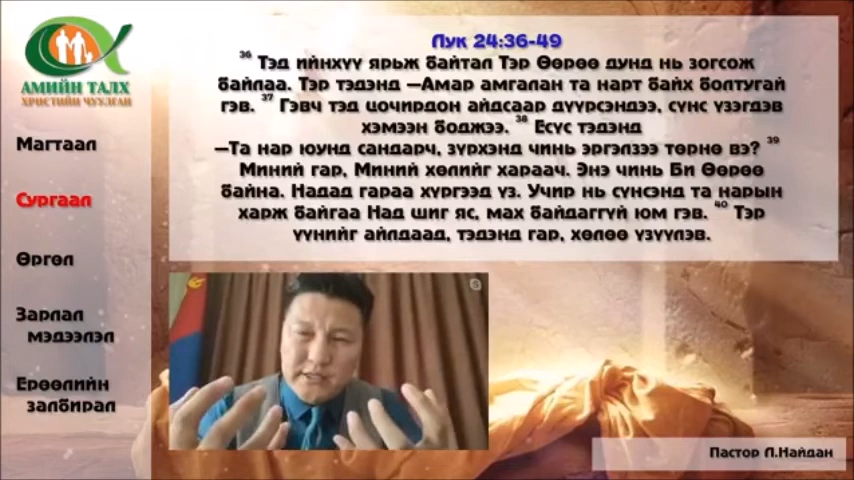 АМИЙН ТАЛХ
ХРИСТИЙН ЧУУЛГАН
Магтаал
Сургаал
Өргөл
Зарлал
мэдээлэл
Ерөөлийн
залбирал
Лук 24:36-49
36 Тэд ийнхүү ярьж байтал Тэр Өөрөө дунд нь зогсож
байлаа. Тэр тэдэнд —Амар амгалан та нарт байх болтугай
гэв. 37 Гэвч тэд цочирдон айдсаар дүүрсэндээ, сүнс үзэгдэв
хэмээн боджээ. 38 Есүс тэдэнд
—Та нар юунд сандарч, зүрхэнд чинь эргэлзээ төрнө вэ? 39
Миний гар, Миний хөлийг хараач. Энэ чинь Би Өөрөө
байна. Надад гараа хүргээд үз. Учир нь сүнсэнд та нарын
харж байгаа Над шиг яс, мах байдаггүй юм гэв. 40 Тэр
үүнийг айлдаад, тэдэнд гар, хөлөө үзүүлэв.
Пастор Л.Найдан